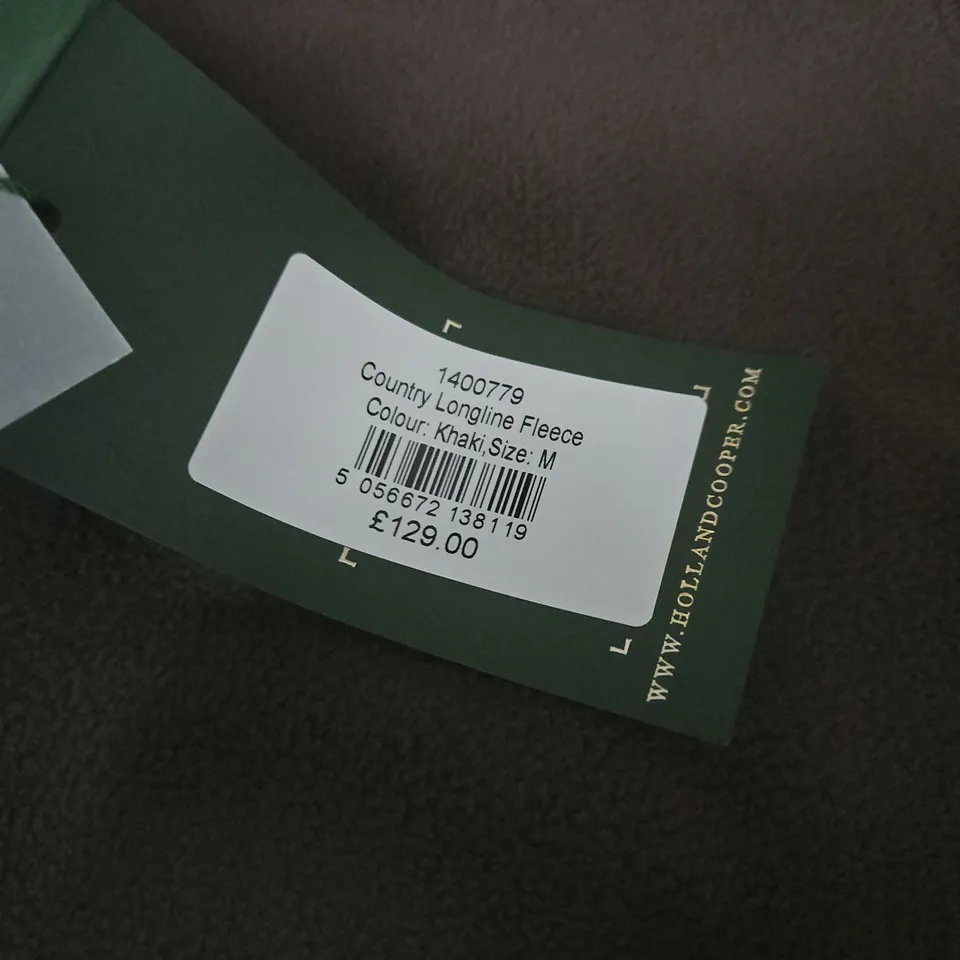 1400779
Country Longline Fleece
Colour: Khaki,Size: M
5 056672 138119
£129.00
WWW.HOLLANDCOOPER.COM